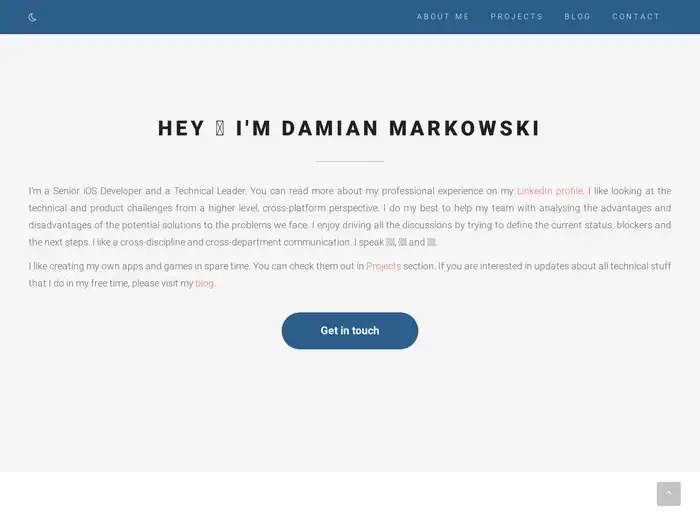 ABOUT ME PROJECTS BLOG CONTACT
HEY I'M DAMIAN MARKOWSKI
I'm a Senior iOS Developer and a Technical Leader. You can read more about my professional experience on my LinkedIn profile. I like looking at the
technical and product challenges from a higher level, cross-platform perspective. I do my best to help my team with analysing the advantages and
disadvantages of the potential solutions to the problems we face. I enjoy driving all the discussions by trying to define the current status, blockers and
the next steps. I like a cross-discipline and cross-department communication. I speak , and .
I like creating my own apps and games in spare time. You can check them out in Projects section. If you are interested in updates about all technical stuff
that I do in my free time, please visit my blog.
Get in touch